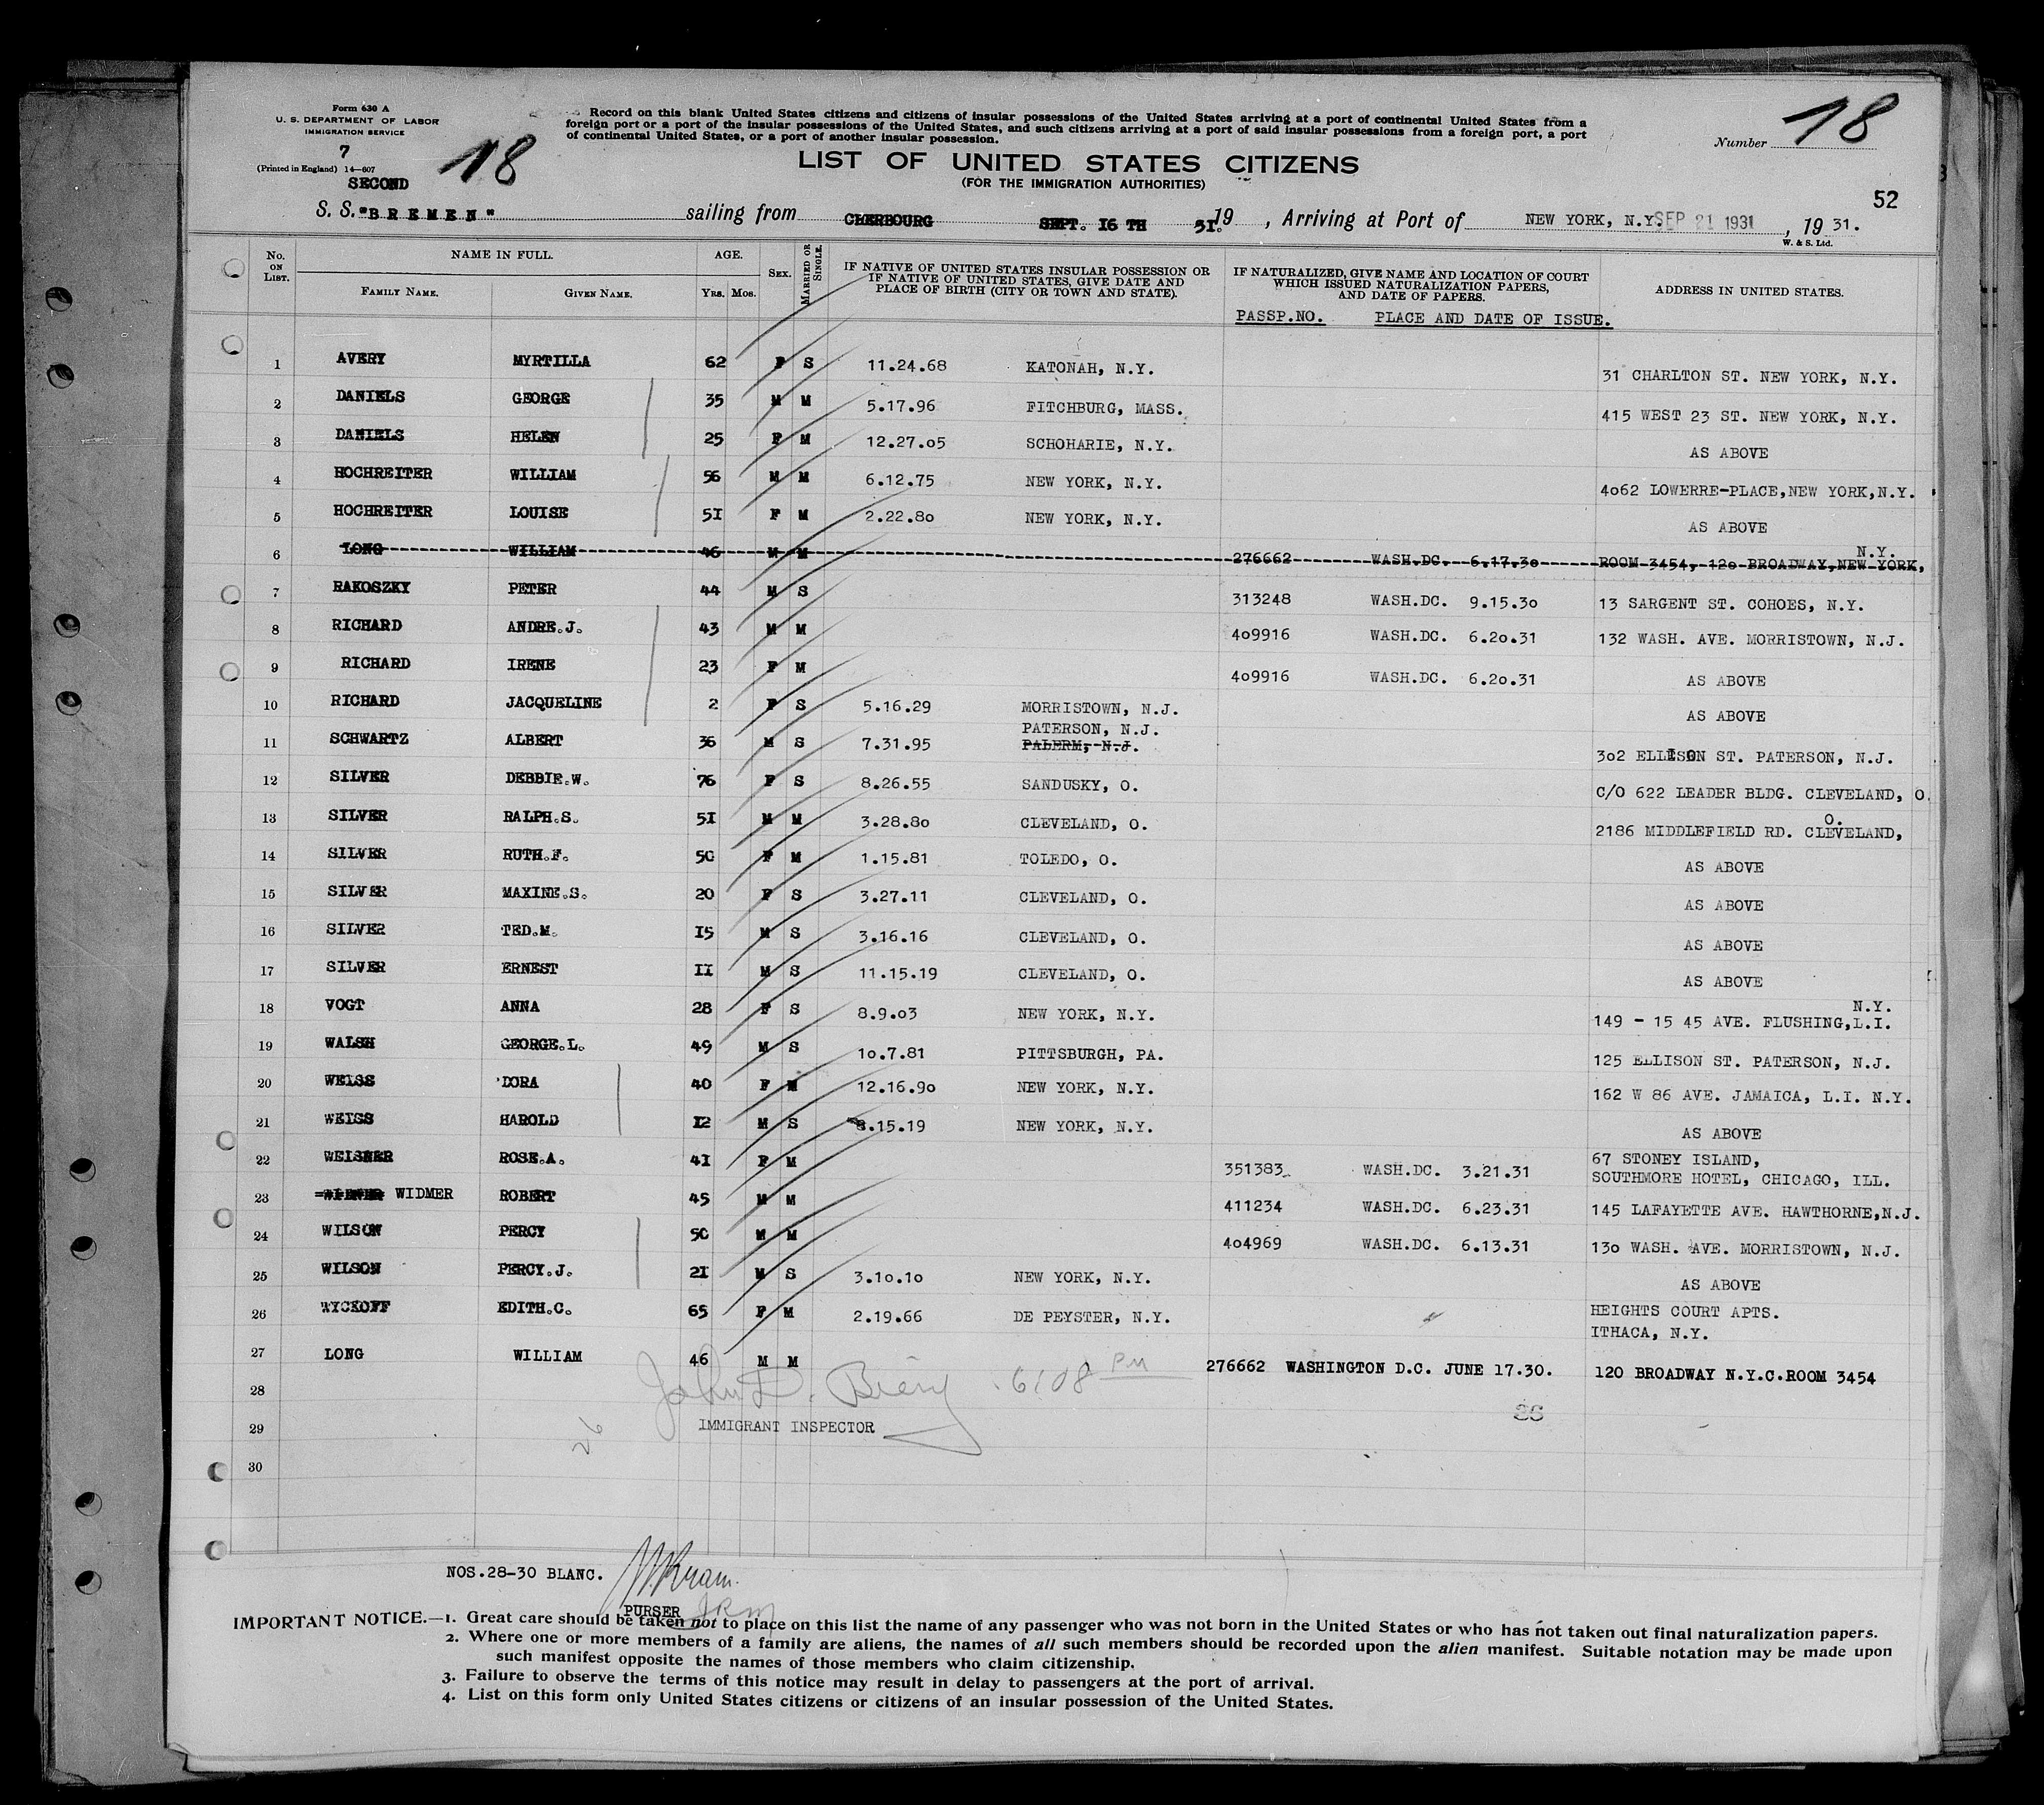 Form 630 A
U. S. DEPARTMENT OF LABOR
IMMIGRATION SERVICE
7
(Printed in England) 14—607
18
Record on this blank United States citizens and citizens of insular possessions of the United States arriving at a port of continental United States from a
foreign port or a port of the insular possessions of the United States, and such citizens arriving at a port of said insular possessions from a foreign port, a port
of continental United States, or a port of another insular possession.
LIST OF UNITED STATES CITIZENS
(FOR THE IMMIGRATION AUTHORITIES)
Number 18
52
SECOND
S. S. "BREMEN" sailing from CHERBOURG SEPT. 16 TH 31. 19 , Arriving at Port of NEW YORK, N.Y. SEP 21 1931 , 19 31.
W. & S. Ltd.
No. ON LIST. NAME IN FULL. AGE. SEX. MARRIED OR SINGLE. IF NATIVE OF UNITED STATES INSULAR POSSESSION OR IF NATIVE OF UNITED STATES, GIVE DATE AND PLACE OF BIRTH (CITY OR TOWN AND STATE). IF NATURALIZED, GIVE NAME AND LOCATION OF COURT WHICH ISSUED NATURALIZATION PAPERS, AND DATE OF PAPERS. ADDRESS IN UNITED STATES.
FAMILY NAME. GIVEN NAME. YRS. MOS.
PASSP.NO. PLACE AND DATE OF ISSUE.
1 AVERY MYRTILLA 62 F S 11.24.68 KATONAH, N.Y. 31 CHARLTON ST. NEW YORK, N.Y.
2 DANIELS GEORGE 35 M M 5.17.96 FITCHBURG, MASS. 415 WEST 23 ST. NEW YORK, N.Y.
3 DANIELS HELEN 25 F M 12.27.05 SCHOHARIE, N.Y. AS ABOVE
4 HOCHREITER WILLIAM 56 M M 6.12.75 NEW YORK, N.Y. 4062 LOWERRE-PLACE,NEW YORK,N.Y.
5 HOCHREITER LOUISE 51 F M 2.22.80 NEW YORK, N.Y. AS ABOVE
6 LONG WILLIAM 46 M M 276662 WASH.DC. 6.17.30 ROOM 3454, 120 BROADWAY,NEW YORK, N.Y.
7 RAKOSZKY PETER 44 M S 313248 WASH.DC. 9.15.30 13 SARGENT ST. COHOES, N.Y.
8 RICHARD ANDRE.J. 43 M M 409916 WASH.DC. 6.20.31 132 WASH. AVE. MORRISTOWN, N.J.
9 RICHARD IRENE 23 F M 409916 WASH.DC. 6.20.31 AS ABOVE
10 RICHARD JACQUELINE 2 F S 5.16.29 MORRISTOWN, N.J. AS ABOVE
PATERSON, N.J.
11 SCHWARTZ ALBERT 36 M S 7.31.95 PALERM, N.J. 302 ELLISON ST. PATERSON, N.J.
12 SILVER DEBBIE.W. 76 F S 8.26.55 SANDUSKY, O. C/O 622 LEADER BLDG. CLEVELAND, O.
13 SILVER RALPH.S. 51 M M 3.28.80 CLEVELAND, O. 2186 MIDDLEFIELD RD. CLEVELAND, O.
14 SILVER RUTH.F. 50 F M 1.15.81 TOLEDO, O. AS ABOVE
15 SILVER MAXINE.S. 20 F S 3.27.11 CLEVELAND, O. AS ABOVE
16 SILVER TED.M. 15 M S 3.16.16 CLEVELAND, O. AS ABOVE
17 SILVER ERNEST 11 M S 11.15.19 CLEVELAND, O. AS ABOVE
18 VOGT ANNA 28 F S 8.9.03 NEW YORK, N.Y. 149 - 15 45 AVE. FLUSHING,L.I. N.Y.
19 WALSH GEORGE.L. 49 M S 10.7.81 PITTSBURGH, PA. 125 ELLISON ST. PATERSON, N.J.
20 WEISS DORA 40 F M 12.16.90 NEW YORK, N.Y. 162 W 86 AVE. JAMAICA, L.I. N.Y.
21 WEISS HAROLD 12 M S 8.15.19 NEW YORK, N.Y. AS ABOVE
22 WEISNER ROSE.A. 41 F M 351383 WASH.DC. 3.21.31 67 STONEY ISLAND,
SOUTHMORE HOTEL, CHICAGO, ILL.
23 WIDMER ROBERT 45 M M 411234 WASH.DC. 6.23.31 145 LAFAYETTE AVE. HAWTHORNE,N.J.
24 WILSON PERCY 50 M M 404969 WASH.DC. 6.13.31 130 WASH. AVE. MORRISTOWN, N.J.
25 WILSON PERCY.J. 21 M S 3.10.10 NEW YORK, N.Y. AS ABOVE
26 WYCKOFF EDITH.C. 65 F M 2.19.66 DE PEYSTER, N.Y. HEIGHTS COURT APTS.
ITHACA, N.Y.
27 LONG WILLIAM 46 M M 276662 WASHINGTON D.C. JUNE 17.30. 120 BROADWAY N.Y.C.ROOM 3454
28 John D. 6108 PM
26
29 IMMIGRANT INSPECTOR
26
30
NOS.28-30 BLANC.
PURSER
IMPORTANT NOTICE.—1. Great care should be taken not to place on this list the name of any passenger who was not born in the United States or who has not taken out final naturalization papers.
2. Where one or more members of a family are aliens, the names of all such members should be recorded upon the alien manifest. Suitable notation may be made upon
such manifest opposite the names of those members who claim citizenship.
3. Failure to observe the terms of this notice may result in delay to passengers at the port of arrival.
4. List on this form only United States citizens or citizens of an insular possession of the United States.